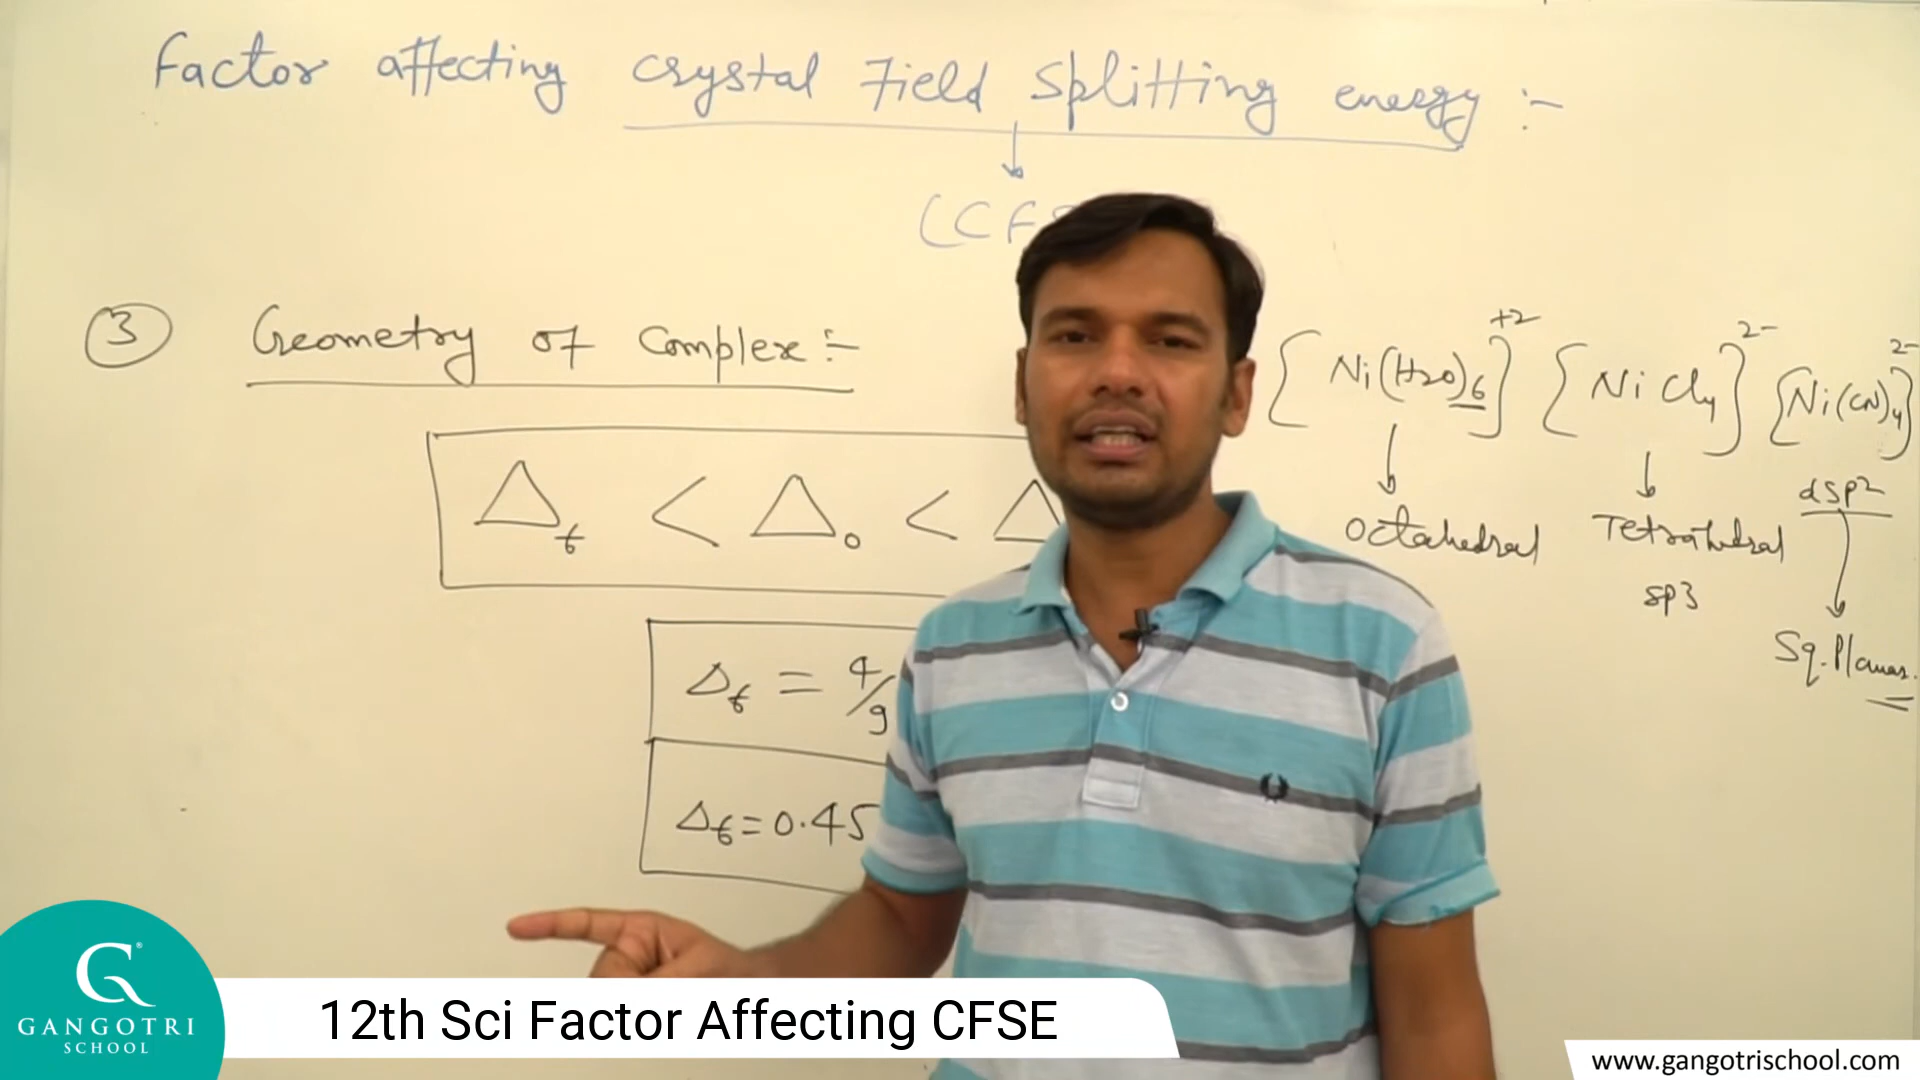 Factor affecting crystal Field splitting energy :-
(CF
③ Geometry of Complex :-
[Ni(H2O)6]+2 [NiCl4]2- [Ni(CN)4]2-
Δt < Δo < Δ
Octahedral
Tetrahedral
sp3
dsp2
Sq. Planar.
Δt = 4/9
Δt = 0.45
G®
GANGOTRI
SCHOOL
12th Sci Factor Affecting CFSE
www.gangotrischool.com